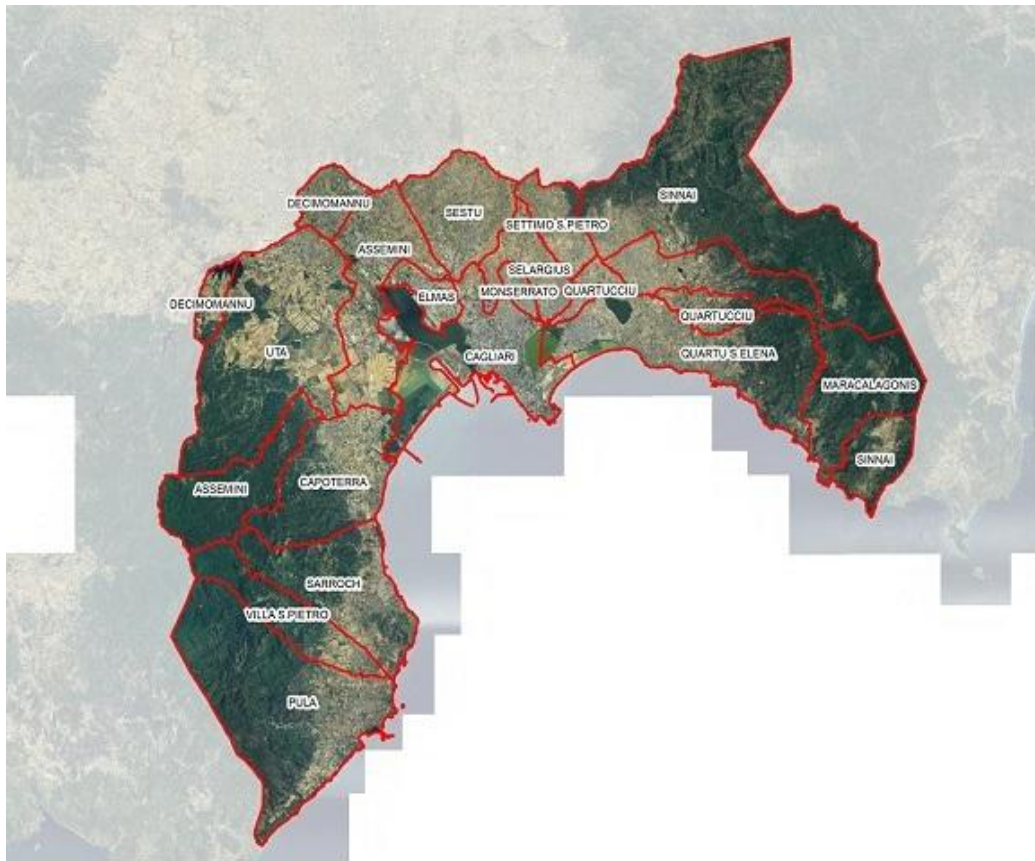 SINNAI
DECIMOMANNU
SESTU
SETTIMO S.PIETRO
ASSEMINI
SELARGIUS
ELMAS
MONSERRATO
QUARTUCCIU
DECIMOMANNU
QUARTUCCIU
UTA
CAGLIARI
QUARTU S.ELENA
MARACALAGONIS
SINNAI
ASSEMINI
CAPOTERRA
SARROCH
VILLA S.PIETRO
PULA